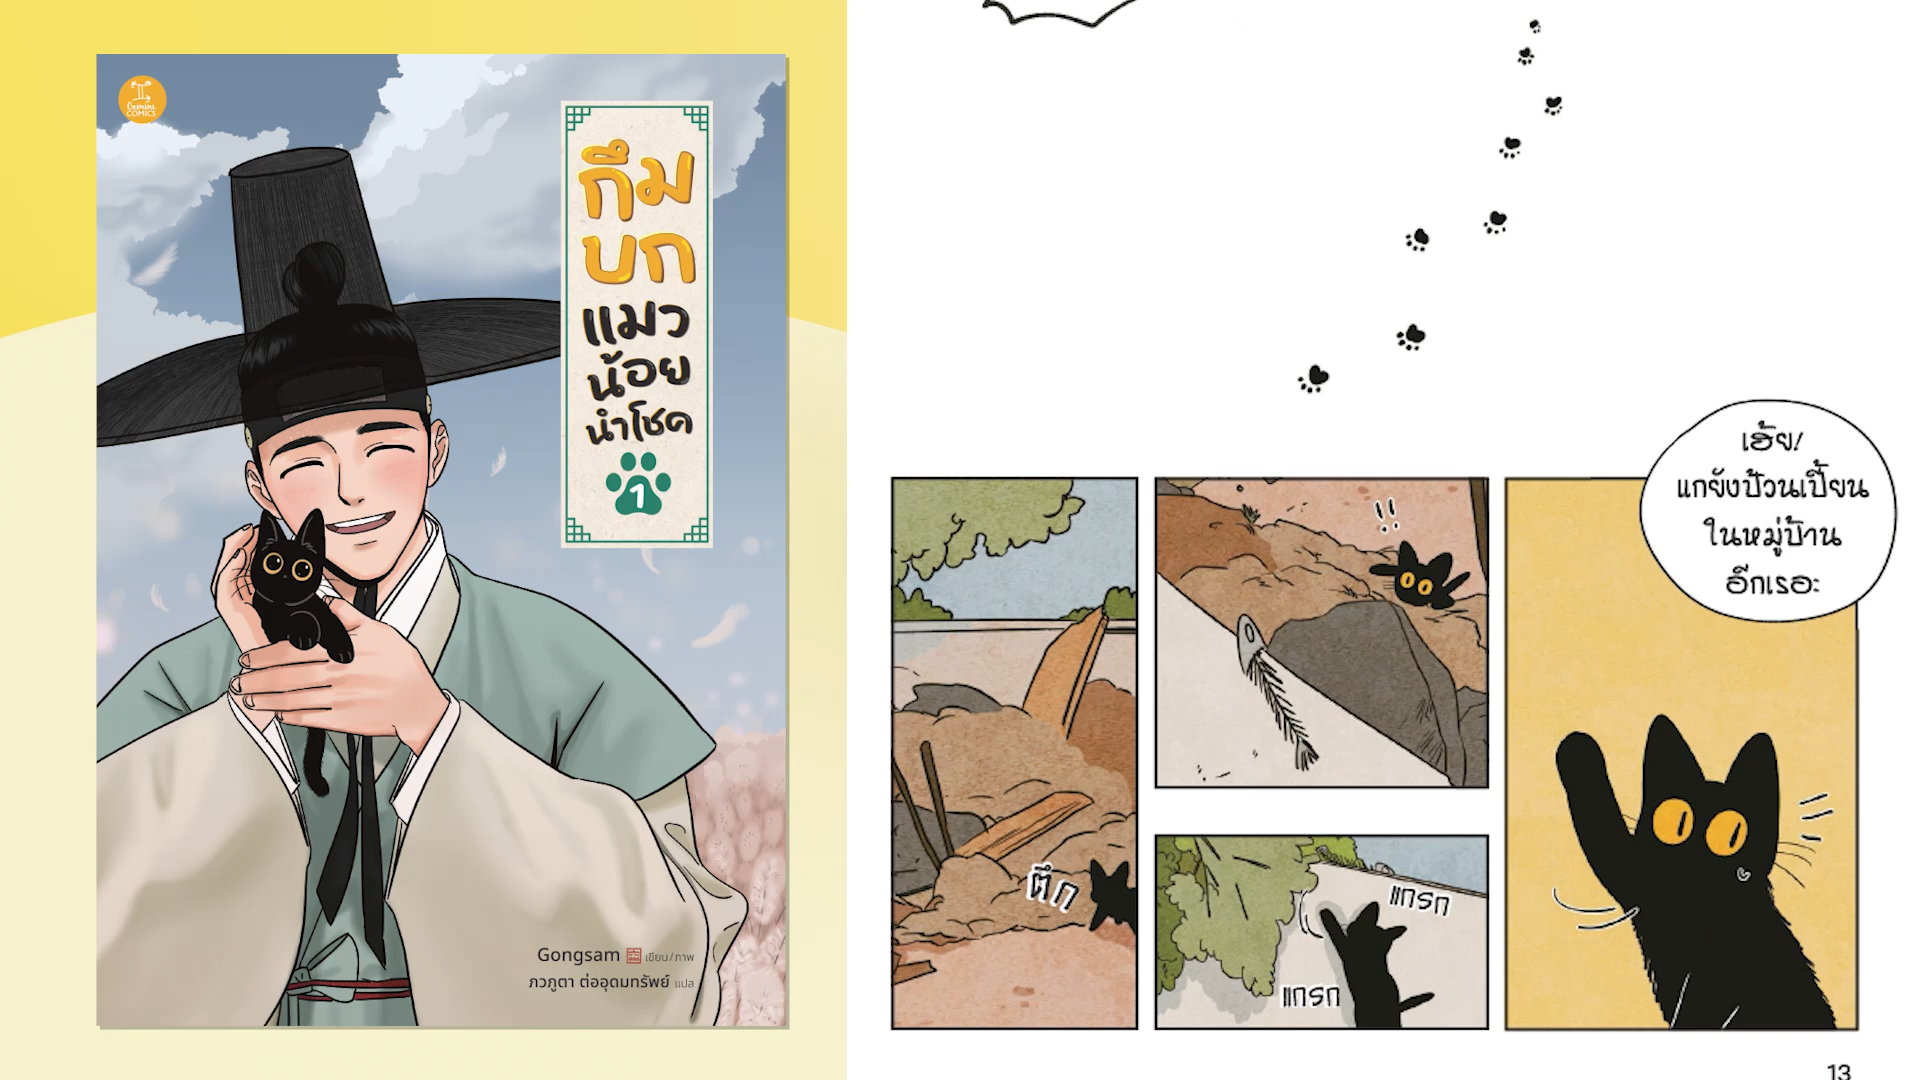 Gemini
COMICS
กึม
บก
แมว
น้อย
นำโชค
1
Gongsam เขียน/ภาพ
ภวภูตา ต่ออุดมทรัพย์ แปล
เฮ้ย!
แกยังป้วนเปี้ยน
ในหมู่บ้าน
อีกเรอะ
!!
ตึก
แกรก
แกรก
13